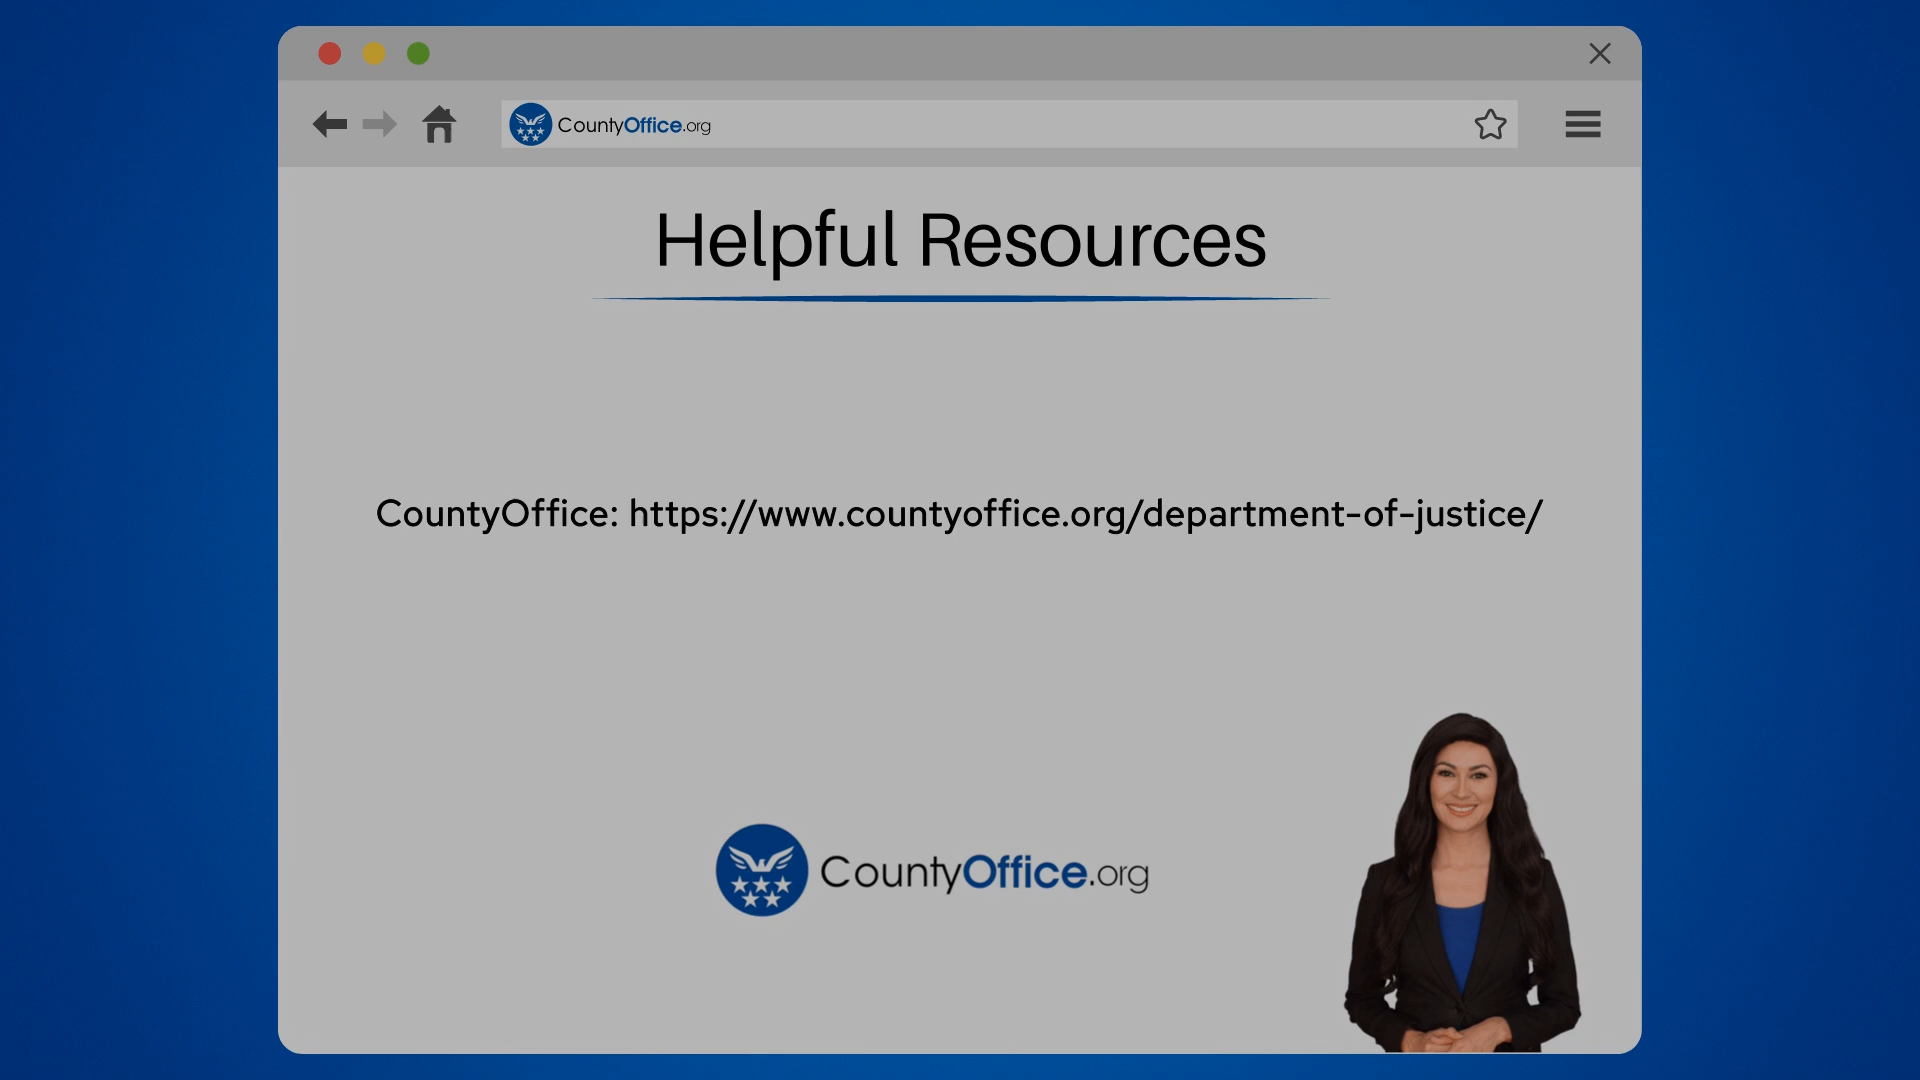 CountyOffice.org
Helpful Resources
CountyOffice: https://www.countyoffice.org/department-of-justice/
CountyOffice.org